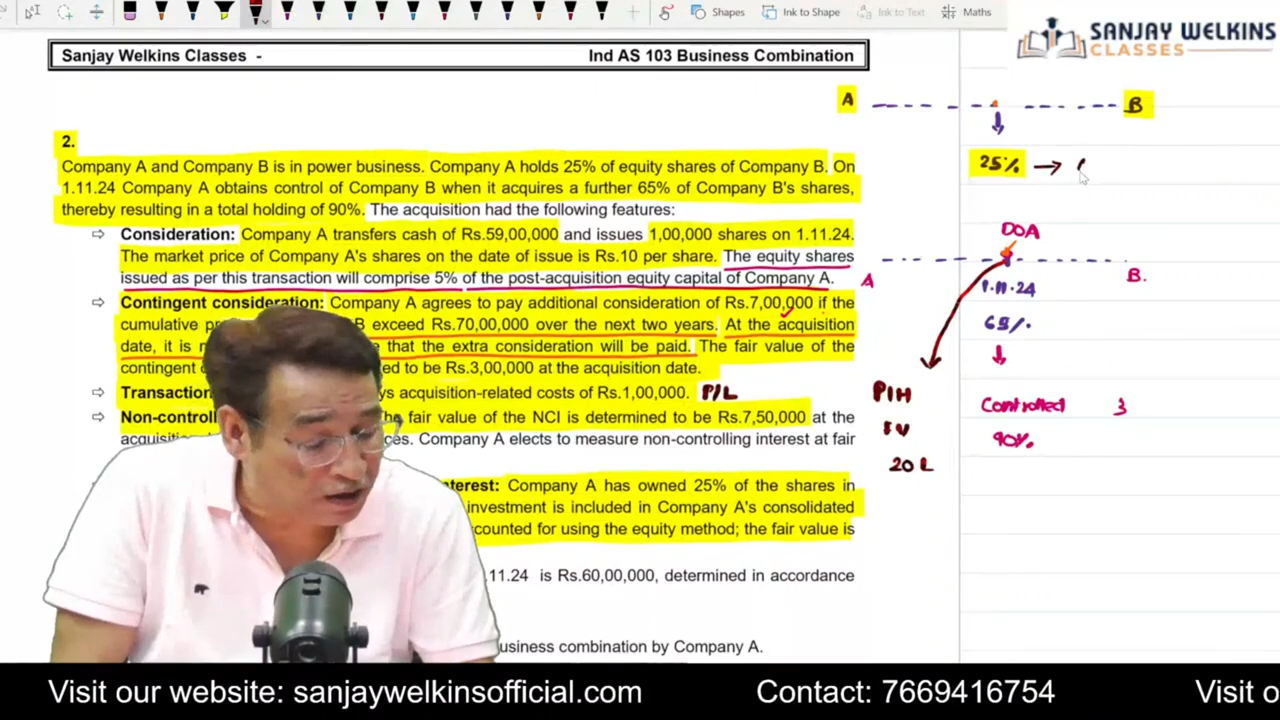 Shapes
Ink to Shape
Ink to Text
Maths
SANJAY WELKINS
CLASSES
Sanjay Welkins Classes -
Ind AS 103 Business Combination
A
B
2.
Company A and Company B is in power business. Company A holds 25% of equity shares of Company B. On
1.11.24 Company A obtains control of Company B when it acquires a further 65% of Company B's shares,
thereby resulting in a total holding of 90%. The acquisition had the following features:
25% →
⇨ Consideration: Company A transfers cash of Rs.59,00,000 and issues 1,00,000 shares on 1.11.24.
The market price of Company A's shares on the date of issue is Rs.10 per share. The equity shares
issued as per this transaction will comprise 5% of the post-acquisition equity capital of Company A.
DOA
A
B.
1.11.24
65%.
⇨ Contingent consideration: Company A agrees to pay additional consideration of Rs.7,00,000 if the
cumulative B exceed Rs.70,00,000 over the next two years. At the acquisition
date, it is that the extra consideration will be paid. The fair value of the
contingent to be Rs.3,00,000 at the acquisition date.
⇨ acquisition-related costs of Rs.1,00,000. P/L
⇨ fair value of the NCI is determined to be Rs.7,50,000 at the
Company A elects to measure non-controlling interest at fair
PIH
FV
20 L
Controlled 3
90%.
Company A has owned 25% of the shares in
investment is included in Company A's consolidated
using the equity method; the fair value is
11.24 is Rs.60,00,000, determined in accordance
business combination by Company A.
Visit our website: sanjaywelkinsofficial.com
Contact: 7669416754